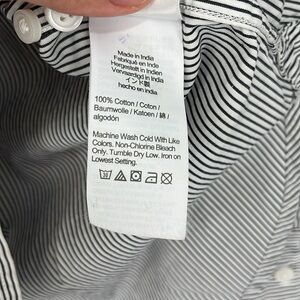 Made in India
Fabriqué en Inde
Hergestellt in Indien
Vervaardigd in India
インド製
hecho en india
100% Cotton / Coton /
Baumwolle / Katoen / 綿 /
algodón
Machine Wash Cold With Like
Colors. Non-Chlorine Bleach
Only. Tumble Dry Low. Iron on
Lowest Setting.